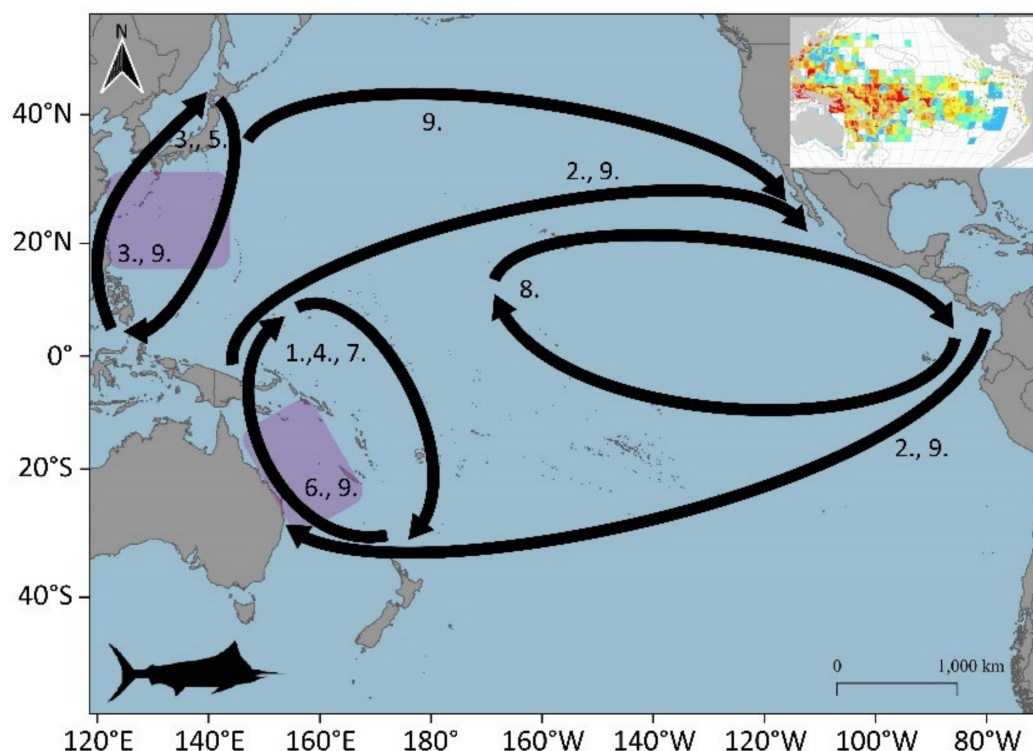 N
40°N
20°N
0°
20°S
40°S
3., 5.
9.
2., 9.
3., 9.
8.
1.,4., 7.
6., 9.
2., 9.
0 1,000 km
120°E 140°E 160°E 180° 160°W 140°W 120°W 100°W 80°W